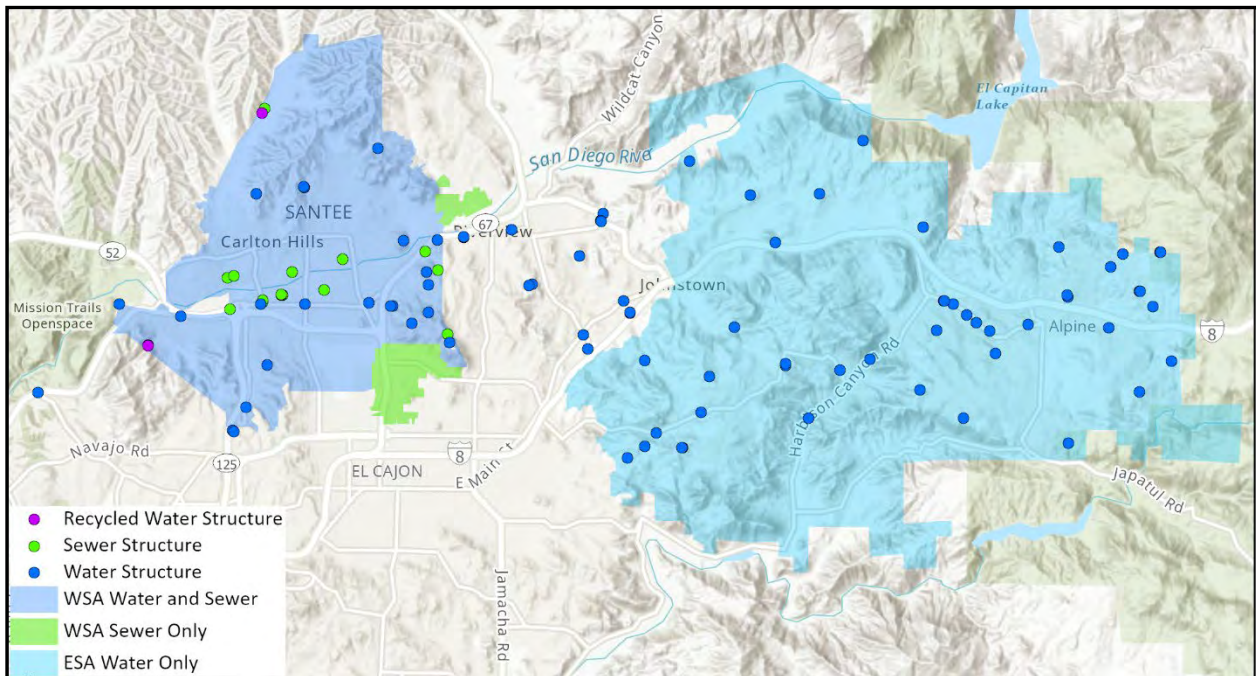 Wildcat Canyon
El Capitan
Lake
San Diego Rive
SANTEE
67
Carlton Hills
52
Mission Trails
Openspace
Alpine
8
Harbison Canyon Rd
Navajo Rd
125
EL CAJON
8
E Main St
Japatul Rd
Jamacha Rd
Recycled Water Structure
Sewer Structure
Water Structure
WSA Water and Sewer
WSA Sewer Only
ESA Water Only